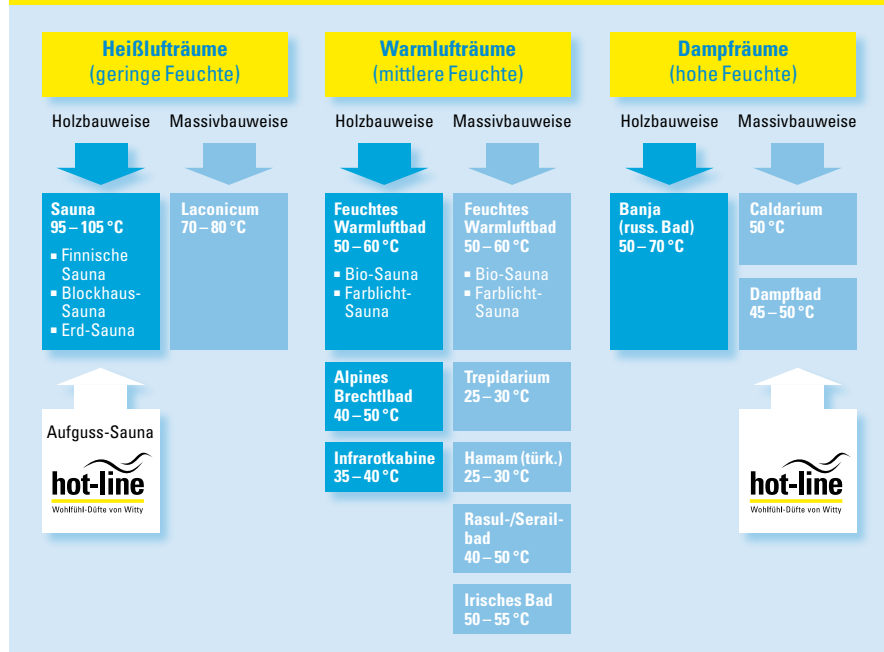 Heißlufträume
(geringe Feuchte)
Holzbauweise
Massivbauweise
Sauna
95 – 105 °C
▪ Finnische
Sauna
▪ Blockhaus-
Sauna
▪ Erd-Sauna
Laconicum
70 – 80 °C
Aufguss-Sauna
hot-line
Wohlfühl-Düfte von Witty
Warmlufträume
(mittlere Feuchte)
Holzbauweise
Massivbauweise
Feuchtes
Warmluftbad
50 – 60 °C
▪ Bio-Sauna
▪ Farblicht-
Sauna
Alpines
Brechtlbad
40 – 50 °C
Infrarotkabine
35 – 40 °C
Feuchtes
Warmluftbad
50 – 60 °C
▪ Bio-Sauna
▪ Farblicht-
Sauna
Trepidarium
25 – 30 °C
Hamam (türk.)
25 – 30 °C
Rasul-/Serail-
bad
40 – 50 °C
Irisches Bad
50 – 55 °C
Dampfräume
(hohe Feuchte)
Holzbauweise
Massivbauweise
Banja
(russ. Bad)
50 – 70 °C
Caldarium
50 °C
Dampfbad
45 – 50 °C
hot-line
Wohlfühl-Düfte von Witty